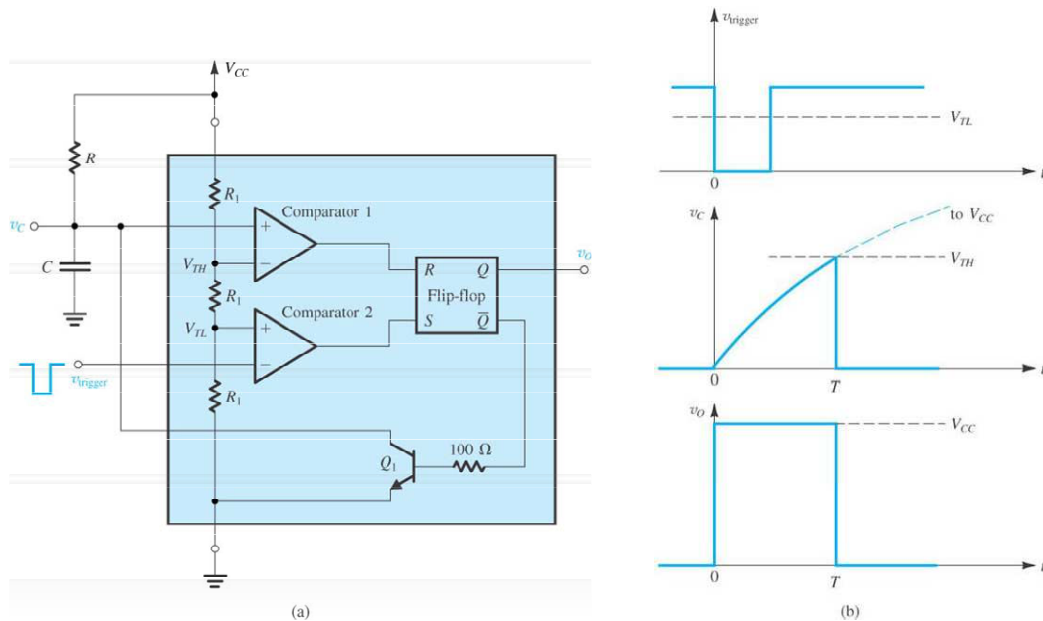 V_CC
R
R_1
Comparator 1
v_C
+
−
V_TH
C
R_1
Comparator 2
R Q
Flip-flop
S Q̅
v_O
V_TL
+
−
v_trigger
R_1
100 Ω
Q_1
(a)
v_trigger
V_TL
0
t
v_C
to V_CC
V_TH
0
T
t
v_O
V_CC
0
T
t
(b)